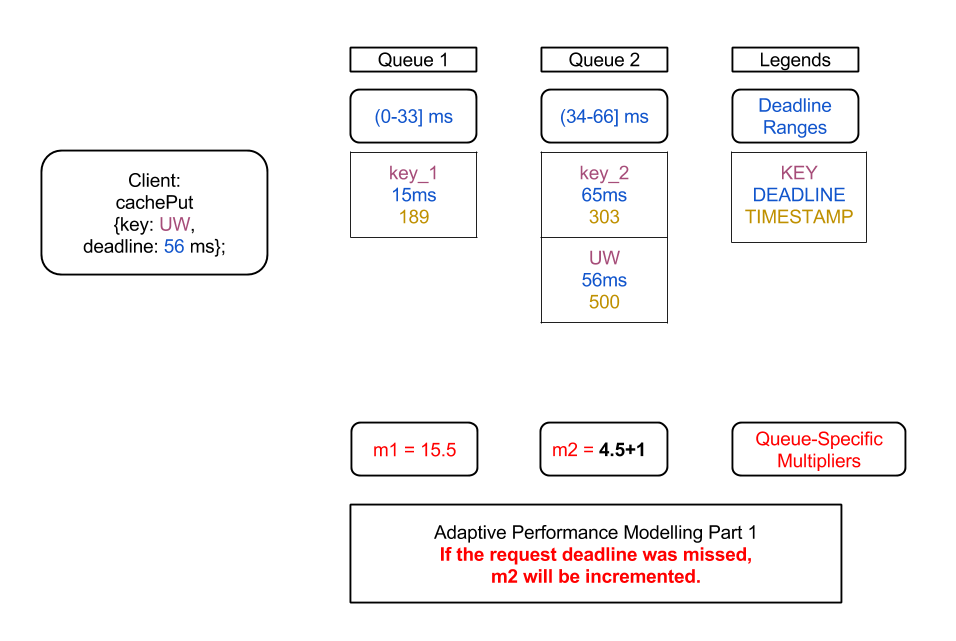 Queue 1
Queue 2
Legends
(0-33] ms
(34-66] ms
Deadline
Ranges
Client:
cachePut
{key: UW,
deadline: 56 ms};
key_1
15ms
189
key_2
65ms
303
KEY
DEADLINE
TIMESTAMP
UW
56ms
500
m1 = 15.5
m2 = 4.5+1
Queue-Specific
Multipliers
Adaptive Performance Modelling Part 1
If the request deadline was missed,
m2 will be incremented.